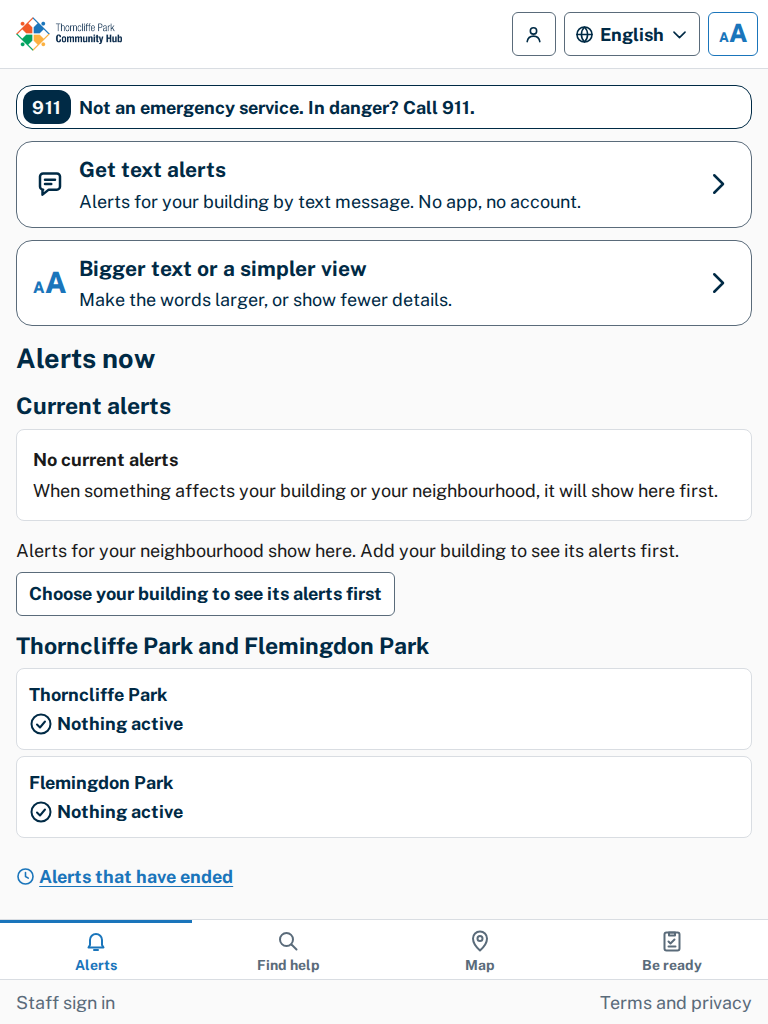 Thorncliffe Park
Community Hub
English
AA
911 Not an emergency service. In danger? Call 911.
Get text alerts
Alerts for your building by text message. No app, no account.
AA
Bigger text or a simpler view
Make the words larger, or show fewer details.
Alerts now
Current alerts
No current alerts
When something affects your building or your neighbourhood, it will show here first.
Alerts for your neighbourhood show here. Add your building to see its alerts first.
Choose your building to see its alerts first
Thorncliffe Park and Flemingdon Park
Thorncliffe Park
Nothing active
Flemingdon Park
Nothing active
Alerts that have ended
Alerts
Find help
Map
Be ready
Staff sign in
Terms and privacy